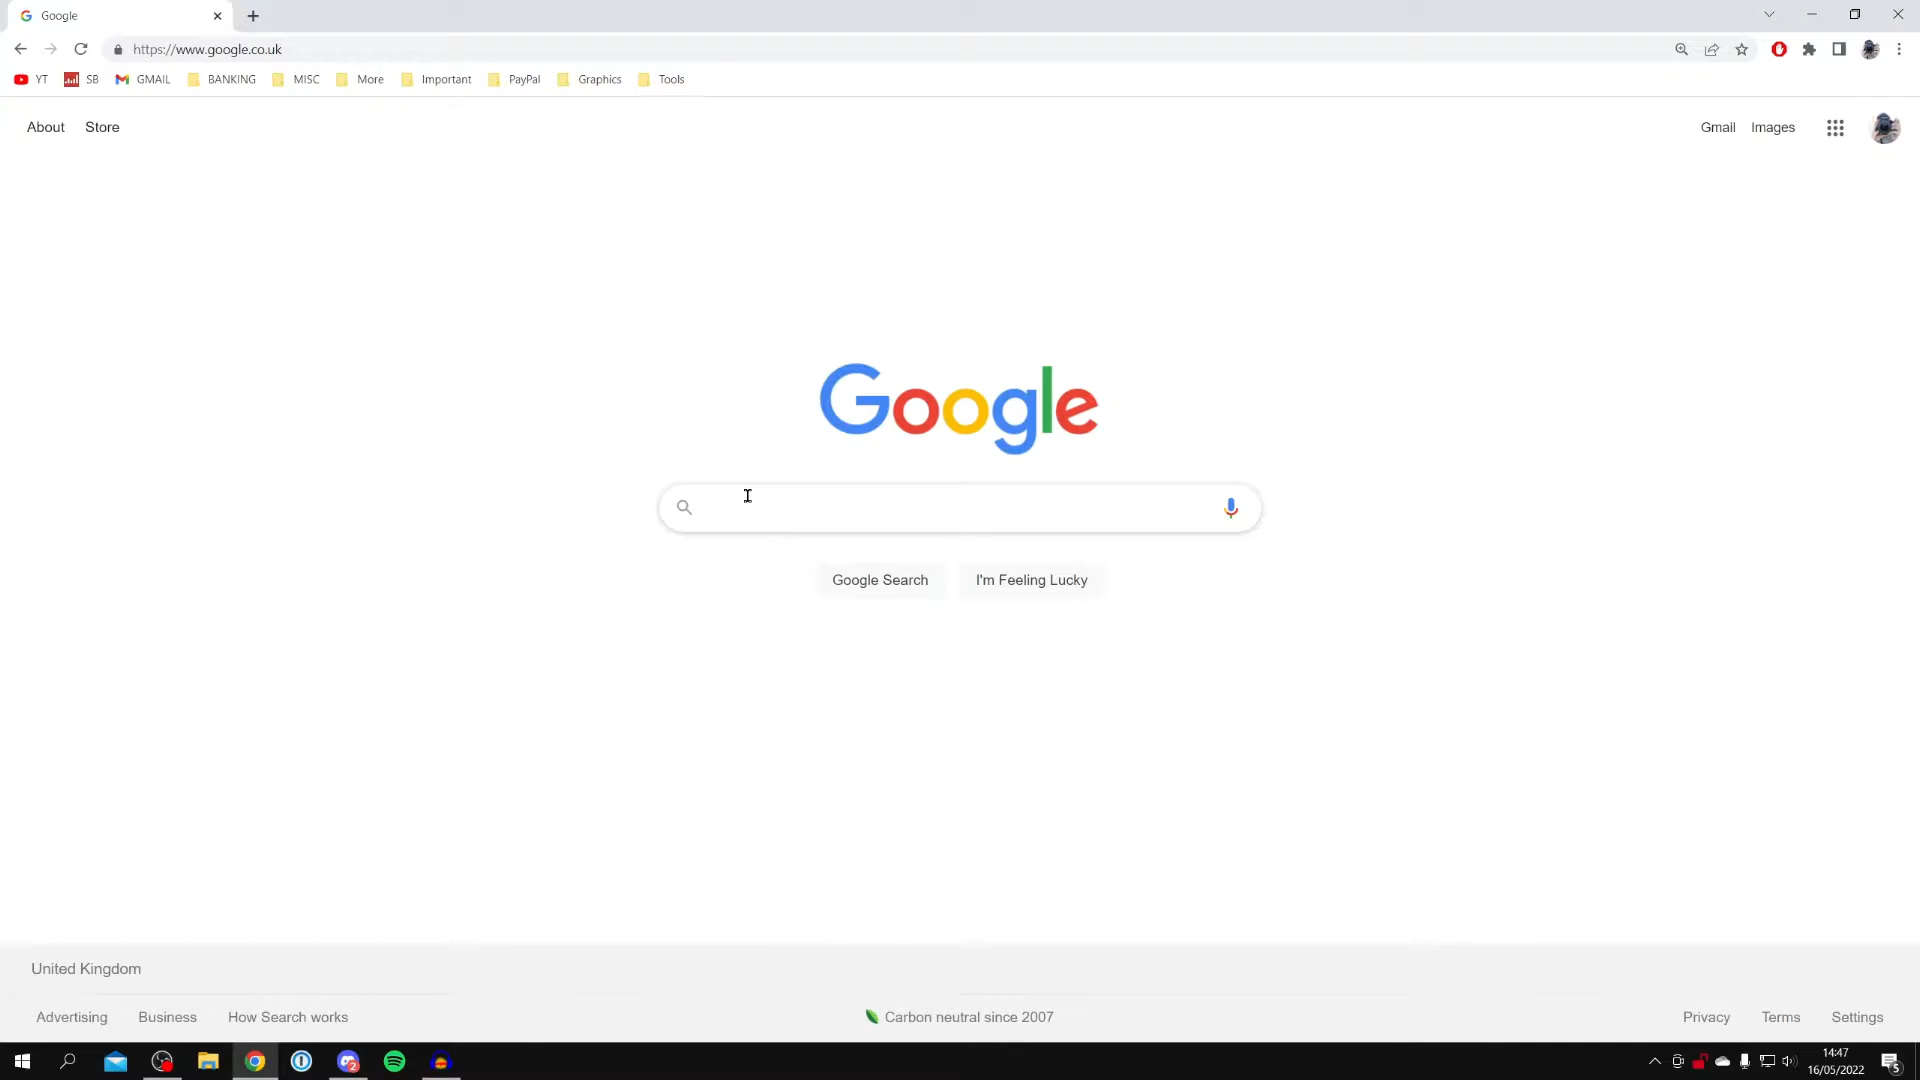 Google
https://www.google.co.uk
YT SB GMAIL BANKING MISC More Important PayPal Graphics Tools
About Store Gmail Images
Google
Google Search I'm Feeling Lucky
United Kingdom
Advertising Business How Search works Carbon neutral since 2007 Privacy Terms Settings
2
14:47
16/05/2022
5